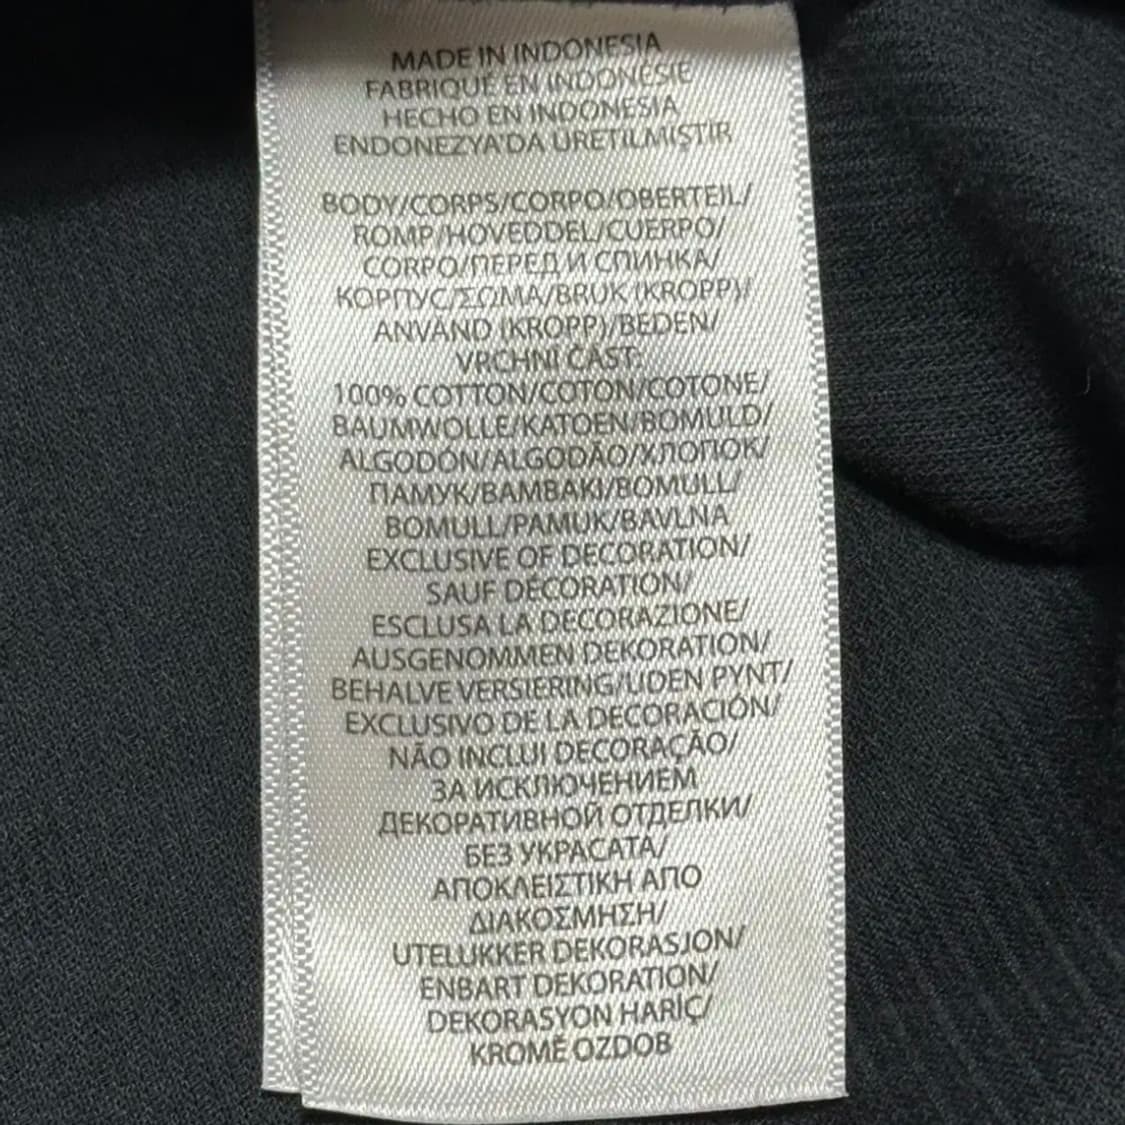 MADE IN INDONESIA
FABRIQUÉ EN INDONÉSIE
HECHO EN INDONESIA
ENDONEZYA'DA ÜRETILMIŞTIR
BODY/CORPS/CORPO/OBERTEIL/
ROMP/HOVEDDEL/CUERPO/
CORPO/ПЕРЕД И СПИНКА/
КОРПУС/ΣΩΜΑ/BRUK (KROPP)/
ANVÄND (KROPP)/BEDEN/
VRCHNÍ ČÁST:
100% COTTON/COTON/COTONE/
BAUMWOLLE/KATOEN/BOMULD/
ALGODÓN/ALGODÃO/ХЛОПОК/
ПАМУК/BAMBAKI/BOMULL/
BOMULL/PAMUK/BAVLNA
EXCLUSIVE OF DECORATION/
SAUF DÉCORATION/
ESCLUSA LA DECORAZIONE/
AUSGENOMMEN DEKORATION/
BEHALVE VERSIERING/UDEN PYNT/
EXCLUSIVO DE LA DECORACIÓN/
NÃO INCLUI DECORAÇÃO/
ЗА ИСКЛЮЧЕНИЕМ
ДЕКОРАТИВНОЙ ОТДЕЛКИ/
БЕЗ УКРАСАТА/
ΑΠΟΚΛΕΙΣΤΙΚΗ ΑΠΟ
ΔΙΑΚΟΣΜΗΣΗ/
UTELUKKER DEKORASJON/
ENBART DEKORATION/
DEKORASYON HARİÇ/
KROMĚ OZDOB